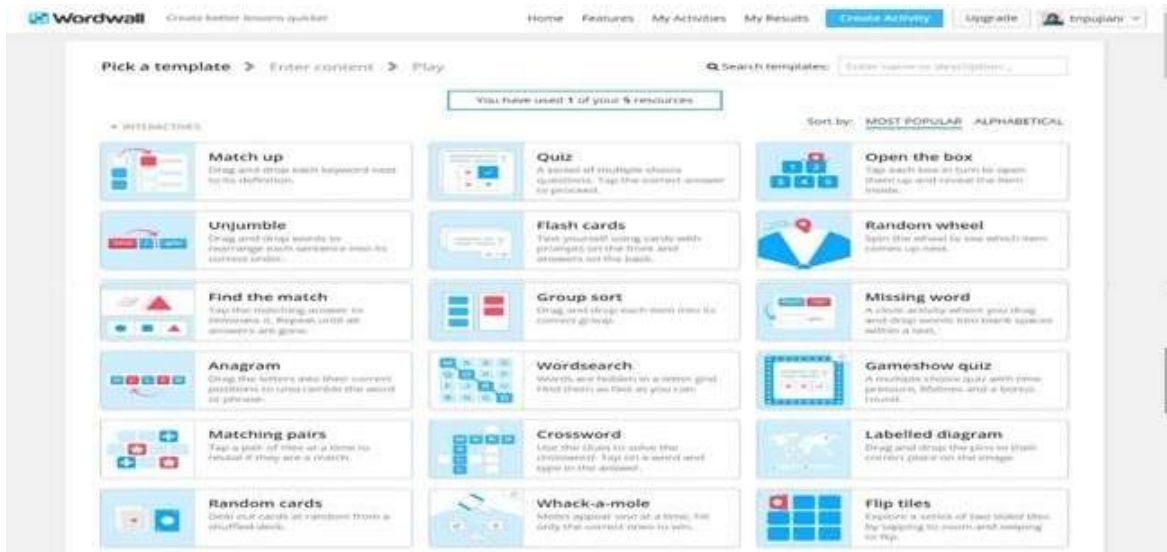 Wordwall Create better lessons quicker Home Features My Activities My Results Create Activity Upgrade tripujiani
Pick a template > Enter content > Play Search templates: Enter name or description...
You have used 1 of your 5 resources
INTERACTIVES Sort by: MOST POPULAR ALPHABETICAL
Match up
Drag and drop each keyword next
to its definition.
Quiz
A series of multiple choice
questions. Tap the correct answer
to proceed.
Open the box
Tap each box in turn to open
them up and reveal the item
inside.
Unjumble
Drag and drop words to
rearrange each sentence into its
correct order.
Flash cards
Test yourself using cards with
prompts on the front and
answers on the back.
Random wheel
Spin the wheel to see which item
comes up next.
Find the match
Tap the matching answer to
eliminate it. Repeat until all
answers are gone.
Group sort
Drag and drop each item into its
correct group.
Missing word
A cloze activity where you drag
and drop words into blank spaces
within a text.
Anagram
Drag the letters into their correct
positions to unscramble the word
or phrase.
Wordsearch
Words are hidden in a letter grid.
Find them as fast as you can.
Gameshow quiz
A multiple choice quiz with time
pressure, lifelines and a bonus
round.
Matching pairs
Tap a pair of tiles at a time to
reveal if they are a match.
Crossword
Use the clues to solve the
crossword. Tap on a word and
type in the answer.
Labelled diagram
Drag and drop the pins to their
correct place on the image.
Random cards
Deal out cards at random from a
shuffled deck.
Whack-a-mole
Moles appear one at a time, hit
only the correct ones to win.
Flip tiles
Explore a series of two sided tiles
by tapping to zoom and swiping
to flip.